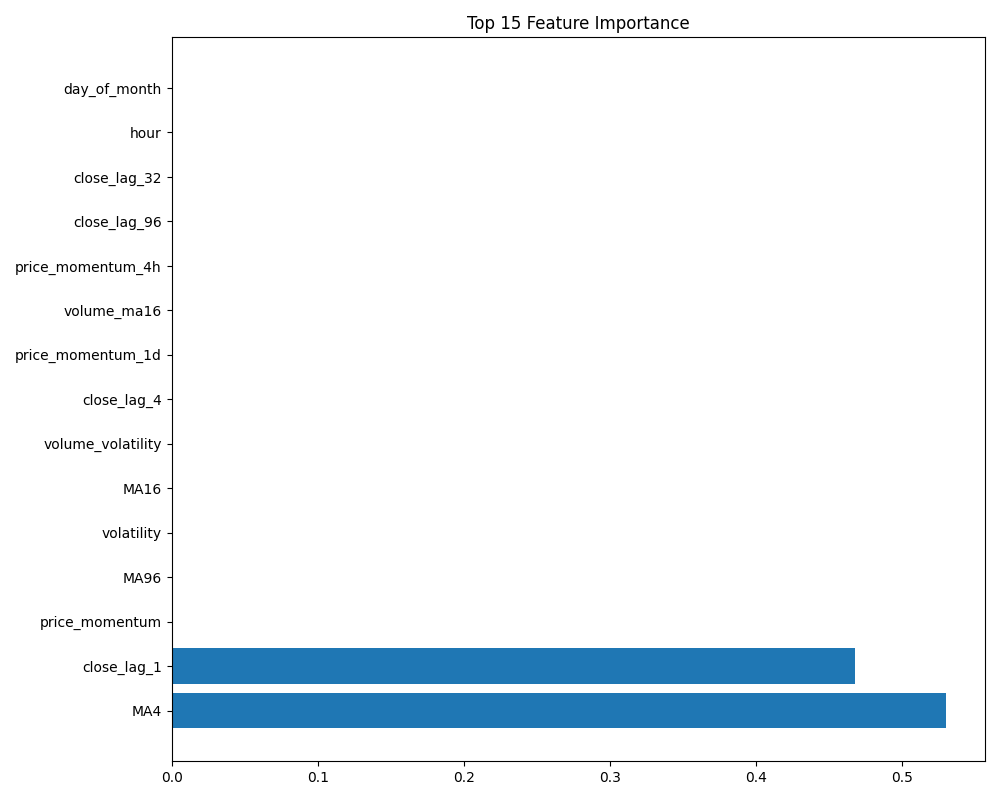 Top 15 Feature Importance
day_of_month
hour
close_lag_32
close_lag_96
price_momentum_4h
volume_ma16
price_momentum_1d
close_lag_4
volume_volatility
MA16
volatility
MA96
price_momentum
close_lag_1
MA4
0.0 0.1 0.2 0.3 0.4 0.5